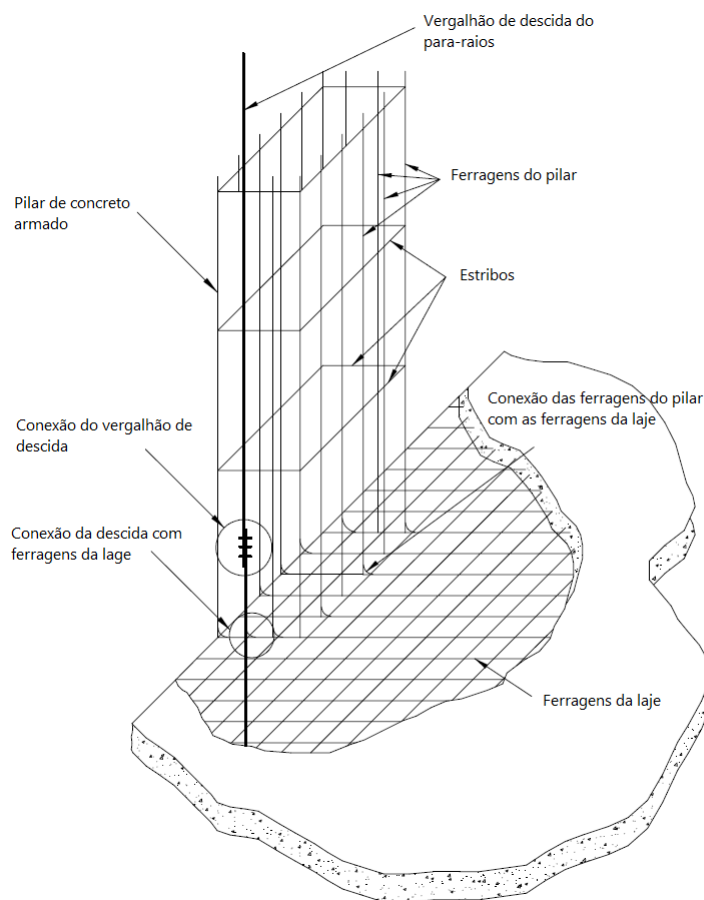 Vergalhão de descida do
para-raios
Ferragens do pilar
Pilar de concreto
armado
Estribos
Conexão das ferragens do pilar
com as ferragens da laje
Conexão do vergalhão de
descida
Conexão da descida com
ferragens da lage
Ferragens da laje